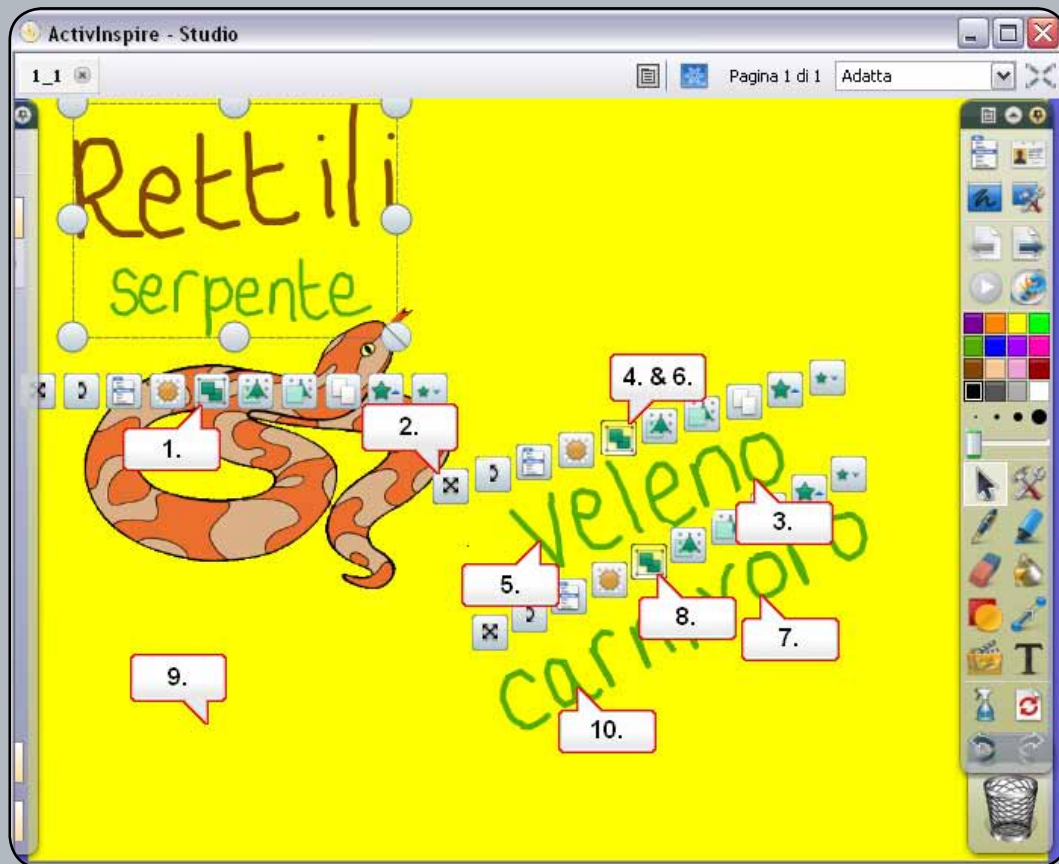 ActivInspire - Studio
1_1
Pagina 1 di 1 Adatta
Rettili
serpente
4. & 6.
1.
2.
Veleno
3.
5.
8.
7.
carnivoro
9.
10.
T